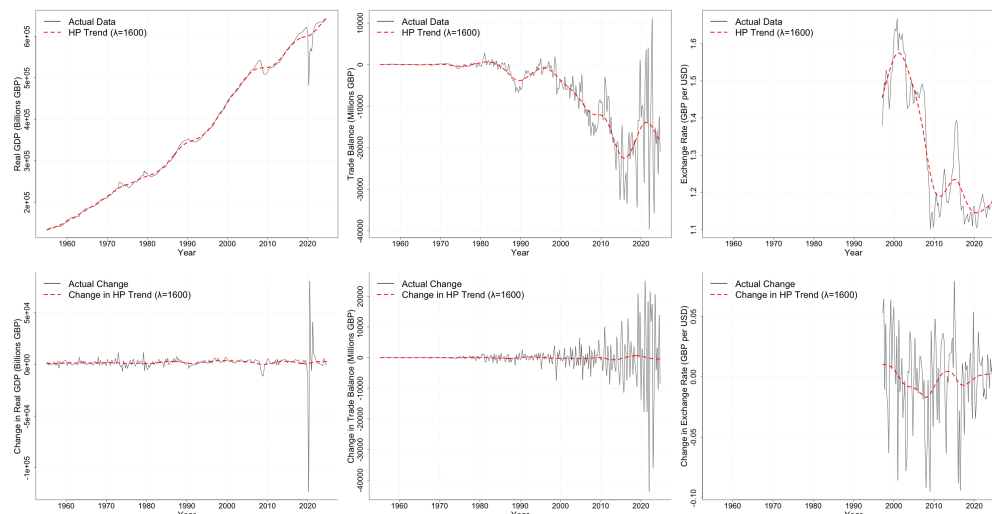 Actual Data
HP Trend (λ=1600)
Real GDP (Billions GBP)
6e+05
5e+05
4e+05
3e+05
2e+05
1960
1970
1980
1990
2000
2010
2020
Year
Actual Data
HP Trend (λ=1600)
Trade Balance (Millions GBP)
10000
0
-10000
-20000
-30000
-40000
1960
1970
1980
1990
2000
2010
2020
Year
Actual Data
HP Trend (λ=1600)
Exchange Rate (GBP per USD)
1.6
1.5
1.4
1.3
1.2
1.1
1960
1970
1980
1990
2000
2010
2020
Year
Actual Change
Change in HP Trend (λ=1600)
Change in Real GDP (Billions GBP)
5e+04
0e+00
-5e+04
-1e+05
1960
1970
1980
1990
2000
2010
2020
Year
Actual Change
Change in HP Trend (λ=1600)
Change in Trade Balance (Millions GBP)
20000
10000
0
-10000
-20000
-30000
-40000
1960
1970
1980
1990
2000
2010
2020
Year
Actual Change
Change in HP Trend (λ=1600)
Change in Exchange Rate (GBP per USD)
0.05
0.00
-0.05
-0.10
1960
1970
1980
1990
2000
2010
2020
Year